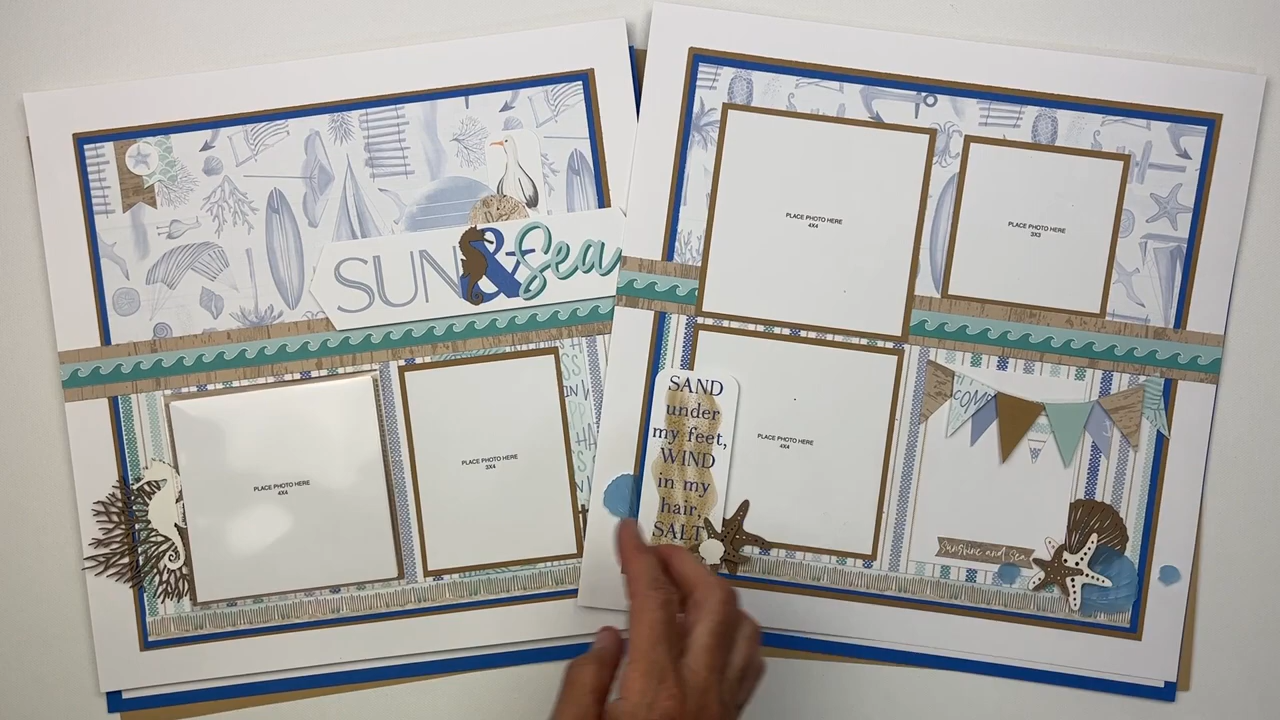 SUN & Sea
PLACE PHOTO HERE
4X4
PLACE PHOTO HERE
3X4
PLACE PHOTO HERE
4X4
PLACE PHOTO HERE
3X3
PLACE PHOTO HERE
4X4
SAND
under
my feet,
WIND
in my
hair,
SALT
sunshine and sea